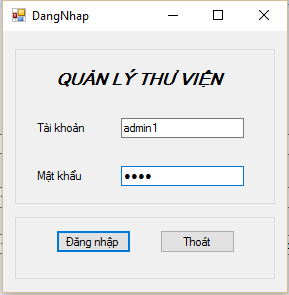 DangNhap
QUẢN LÝ THƯ VIỆN
Tài khoản
admin1
Mật khẩu
●●●●
Đăng nhập
Thoát